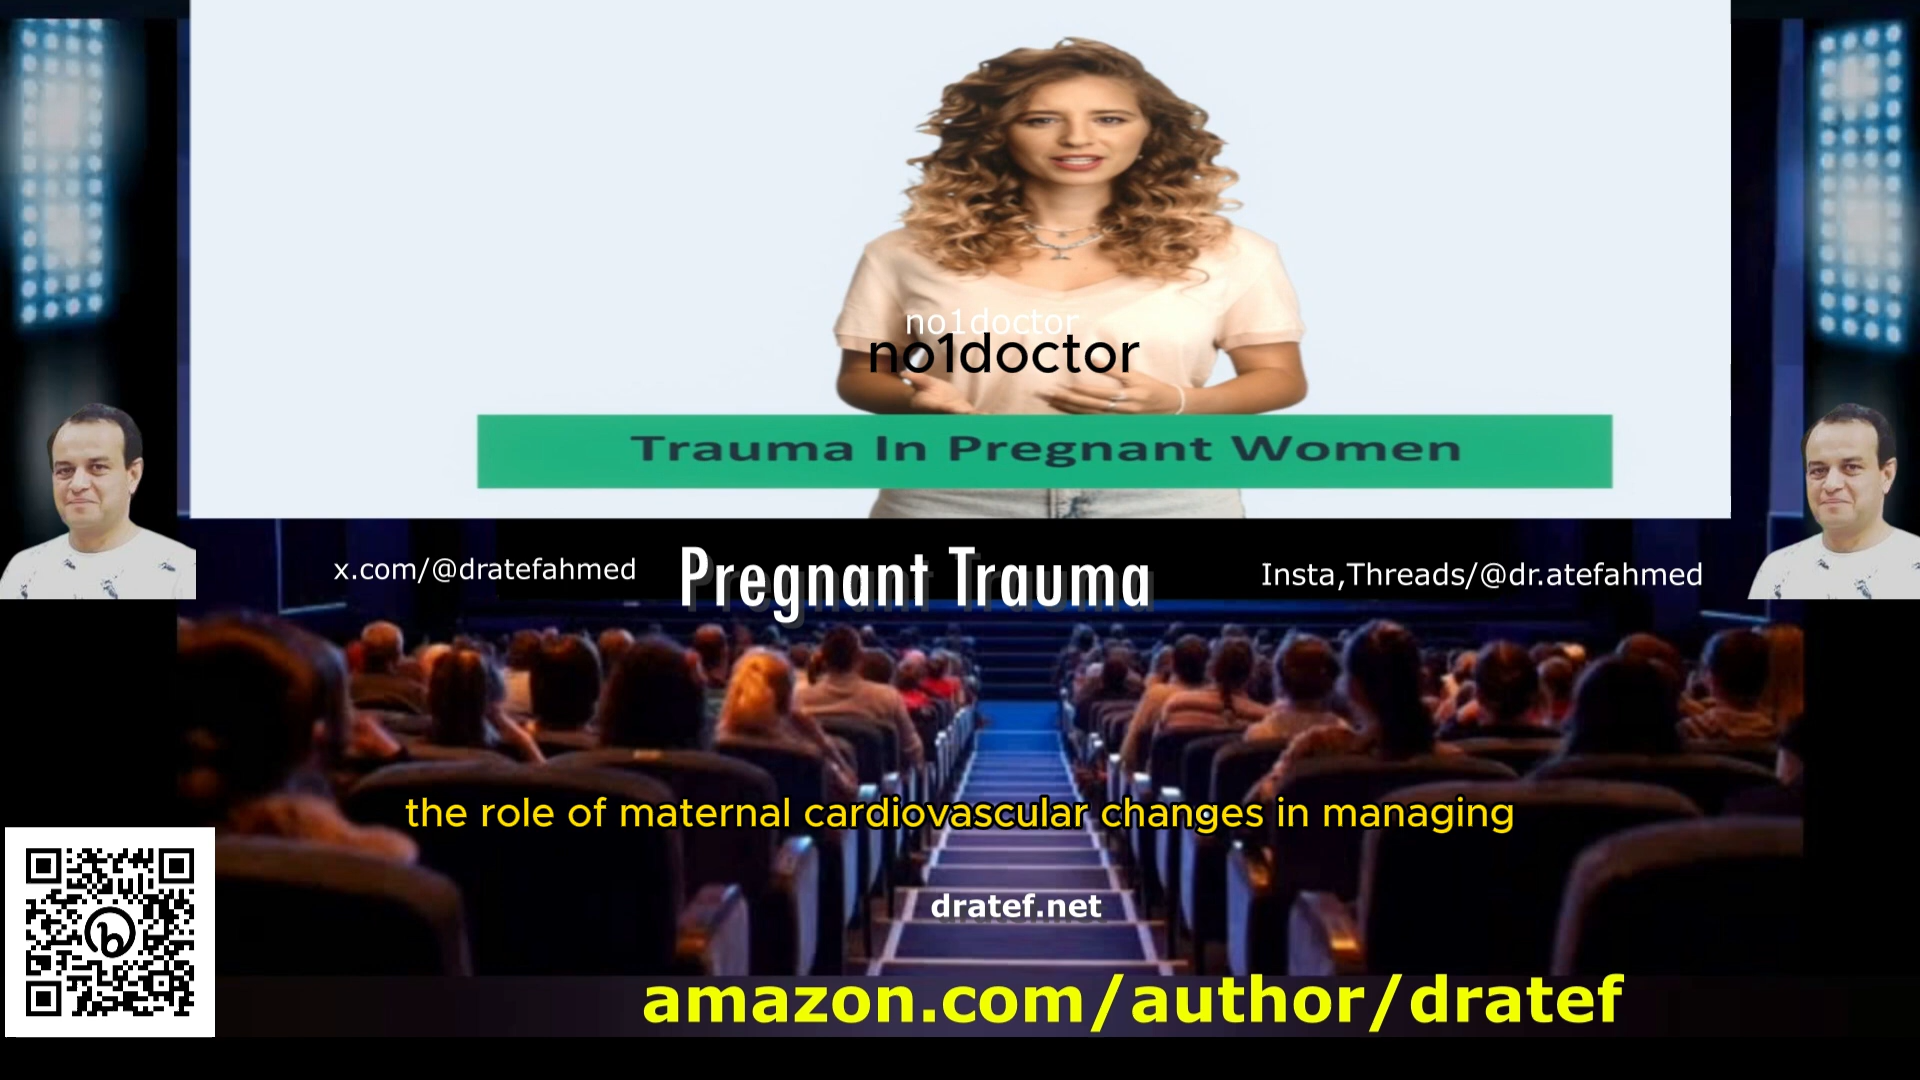 no1doctor
no1doctor
Trauma In Pregnant Women
x.com/@dratefahmed
Pregnant Trauma
Insta,Threads/@dr.atefahmed
the role of maternal cardiovascular changes in managing
dratef.net
amazon.com/author/dratef